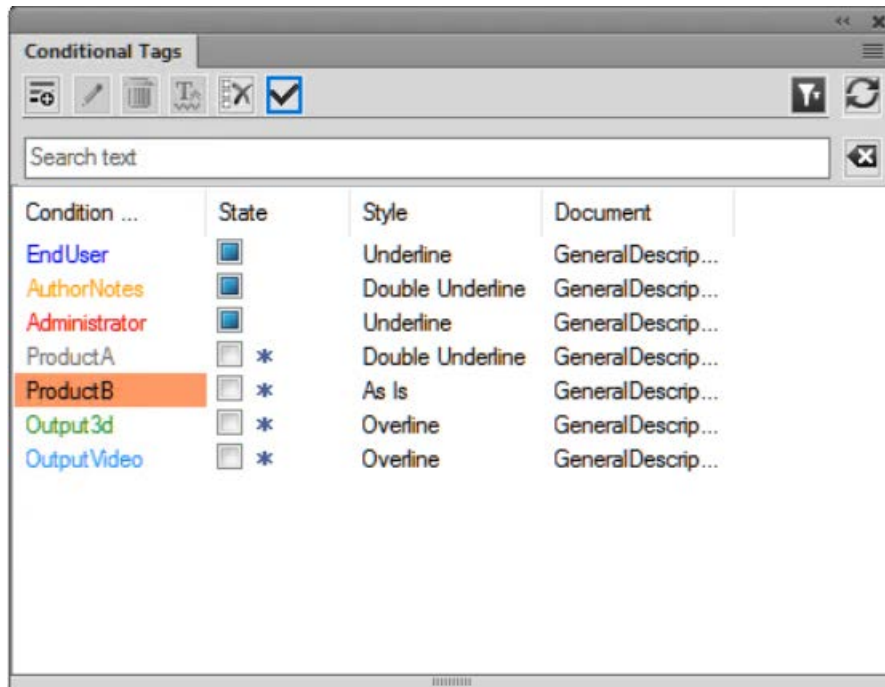 Conditional Tags
Search text
Condition ... State Style Document
EndUser Underline GeneralDescrip...
AuthorNotes Double Underline GeneralDescrip...
Administrator Underline GeneralDescrip...
ProductA * Double Underline GeneralDescrip...
ProductB * As Is GeneralDescrip...
Output3d * Overline GeneralDescrip...
OutputVideo * Overline GeneralDescrip...